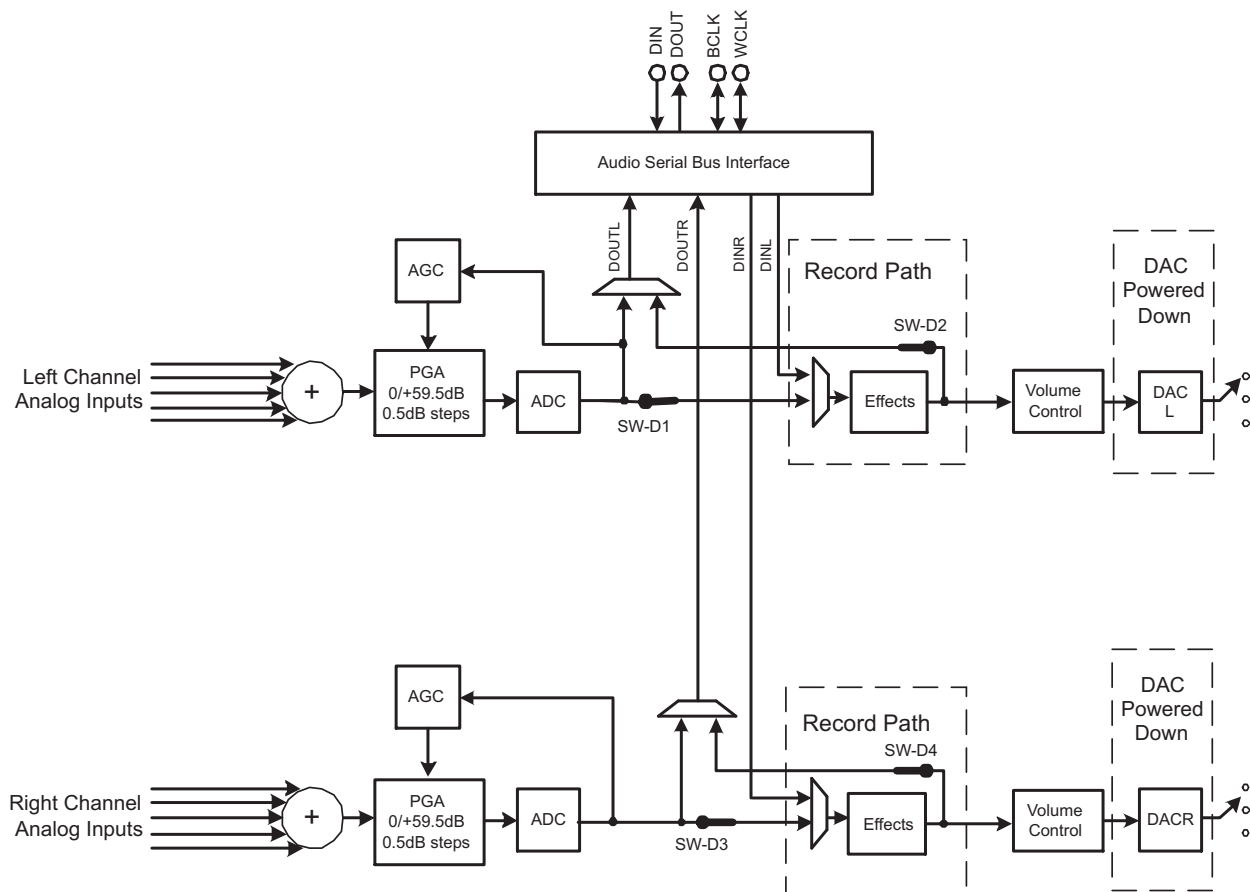 DIN
DOUT
BCLK
WCLK
Audio Serial Bus Interface
DOUTL
DOUTR
DINR
DINL
Record Path
DAC
Powered
Down
AGC
SW-D2
Left Channel
Analog Inputs
+
PGA
0/+59.5dB
0.5dB steps
ADC
SW-D1
Effects
Volume
Control
DAC
L
AGC
Record Path
DAC
Powered
Down
SW-D4
Right Channel
Analog Inputs
+
PGA
0/+59.5dB
0.5dB steps
ADC
SW-D3
Effects
Volume
Control
DACR